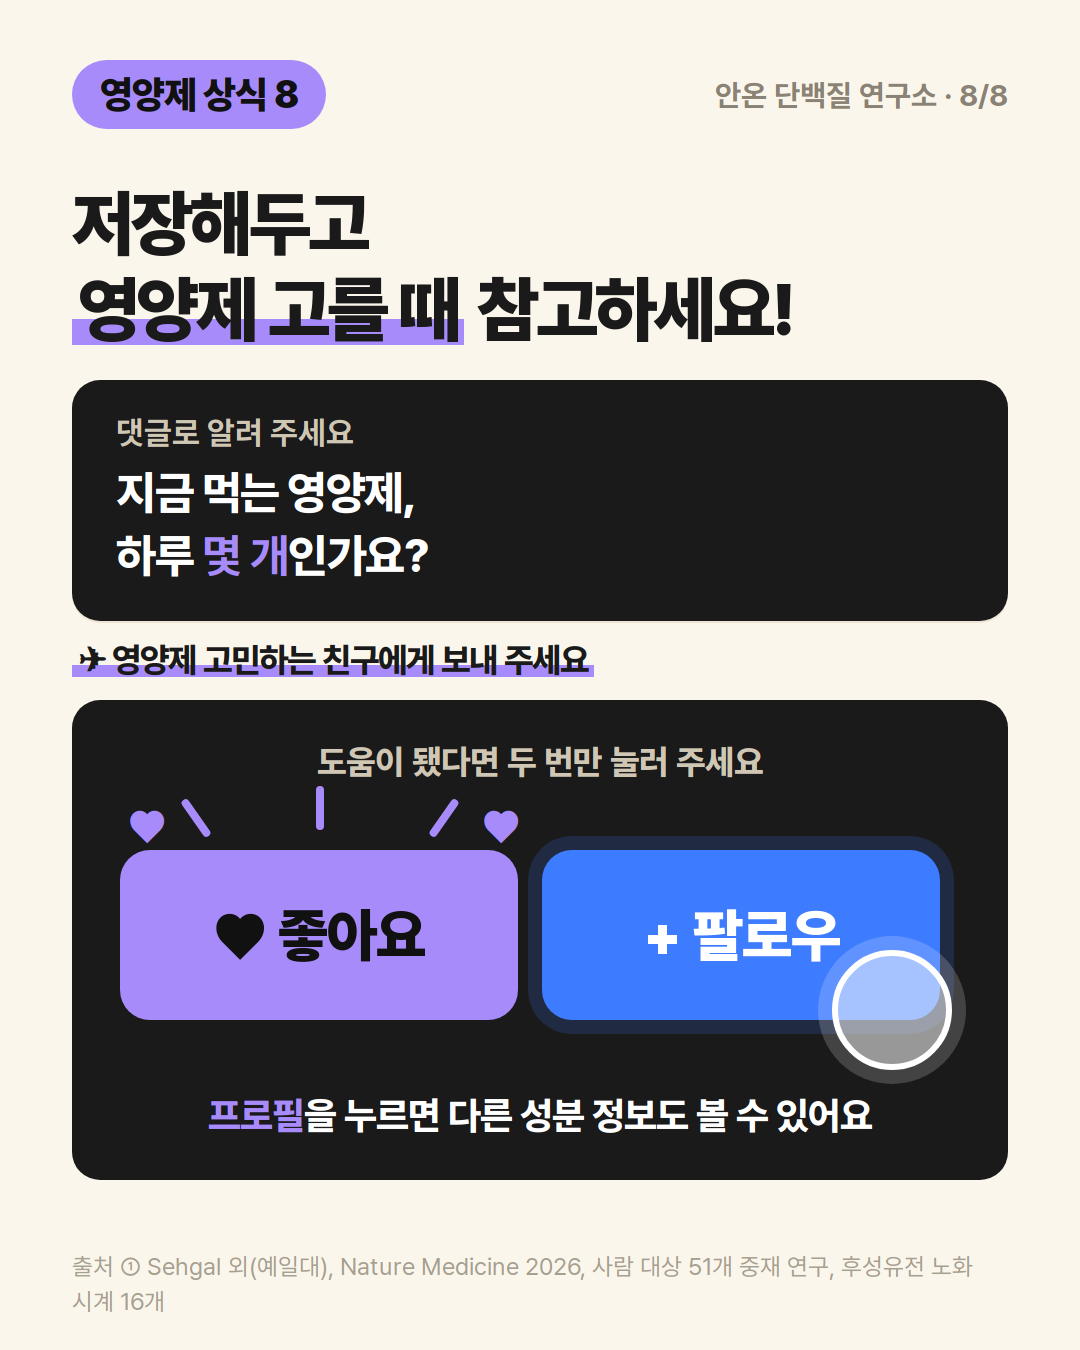 영양제 상식 8
안온 단백질 연구소 · 8/8
저장해두고
영양제 고를 때 참고하세요!
댓글로 알려 주세요
지금 먹는 영양제,
하루 몇 개인가요?
✈ 영양제 고민하는 친구에게 보내 주세요
도움이 됐다면 두 번만 눌러 주세요
♥ 좋아요
+ 팔로우
프로필을 누르면 다른 성분 정보도 볼 수 있어요
출처 ① Sehgal 외(예일대), Nature Medicine 2026, 사람 대상 51개 중재 연구, 후성유전 노화
시계 16개